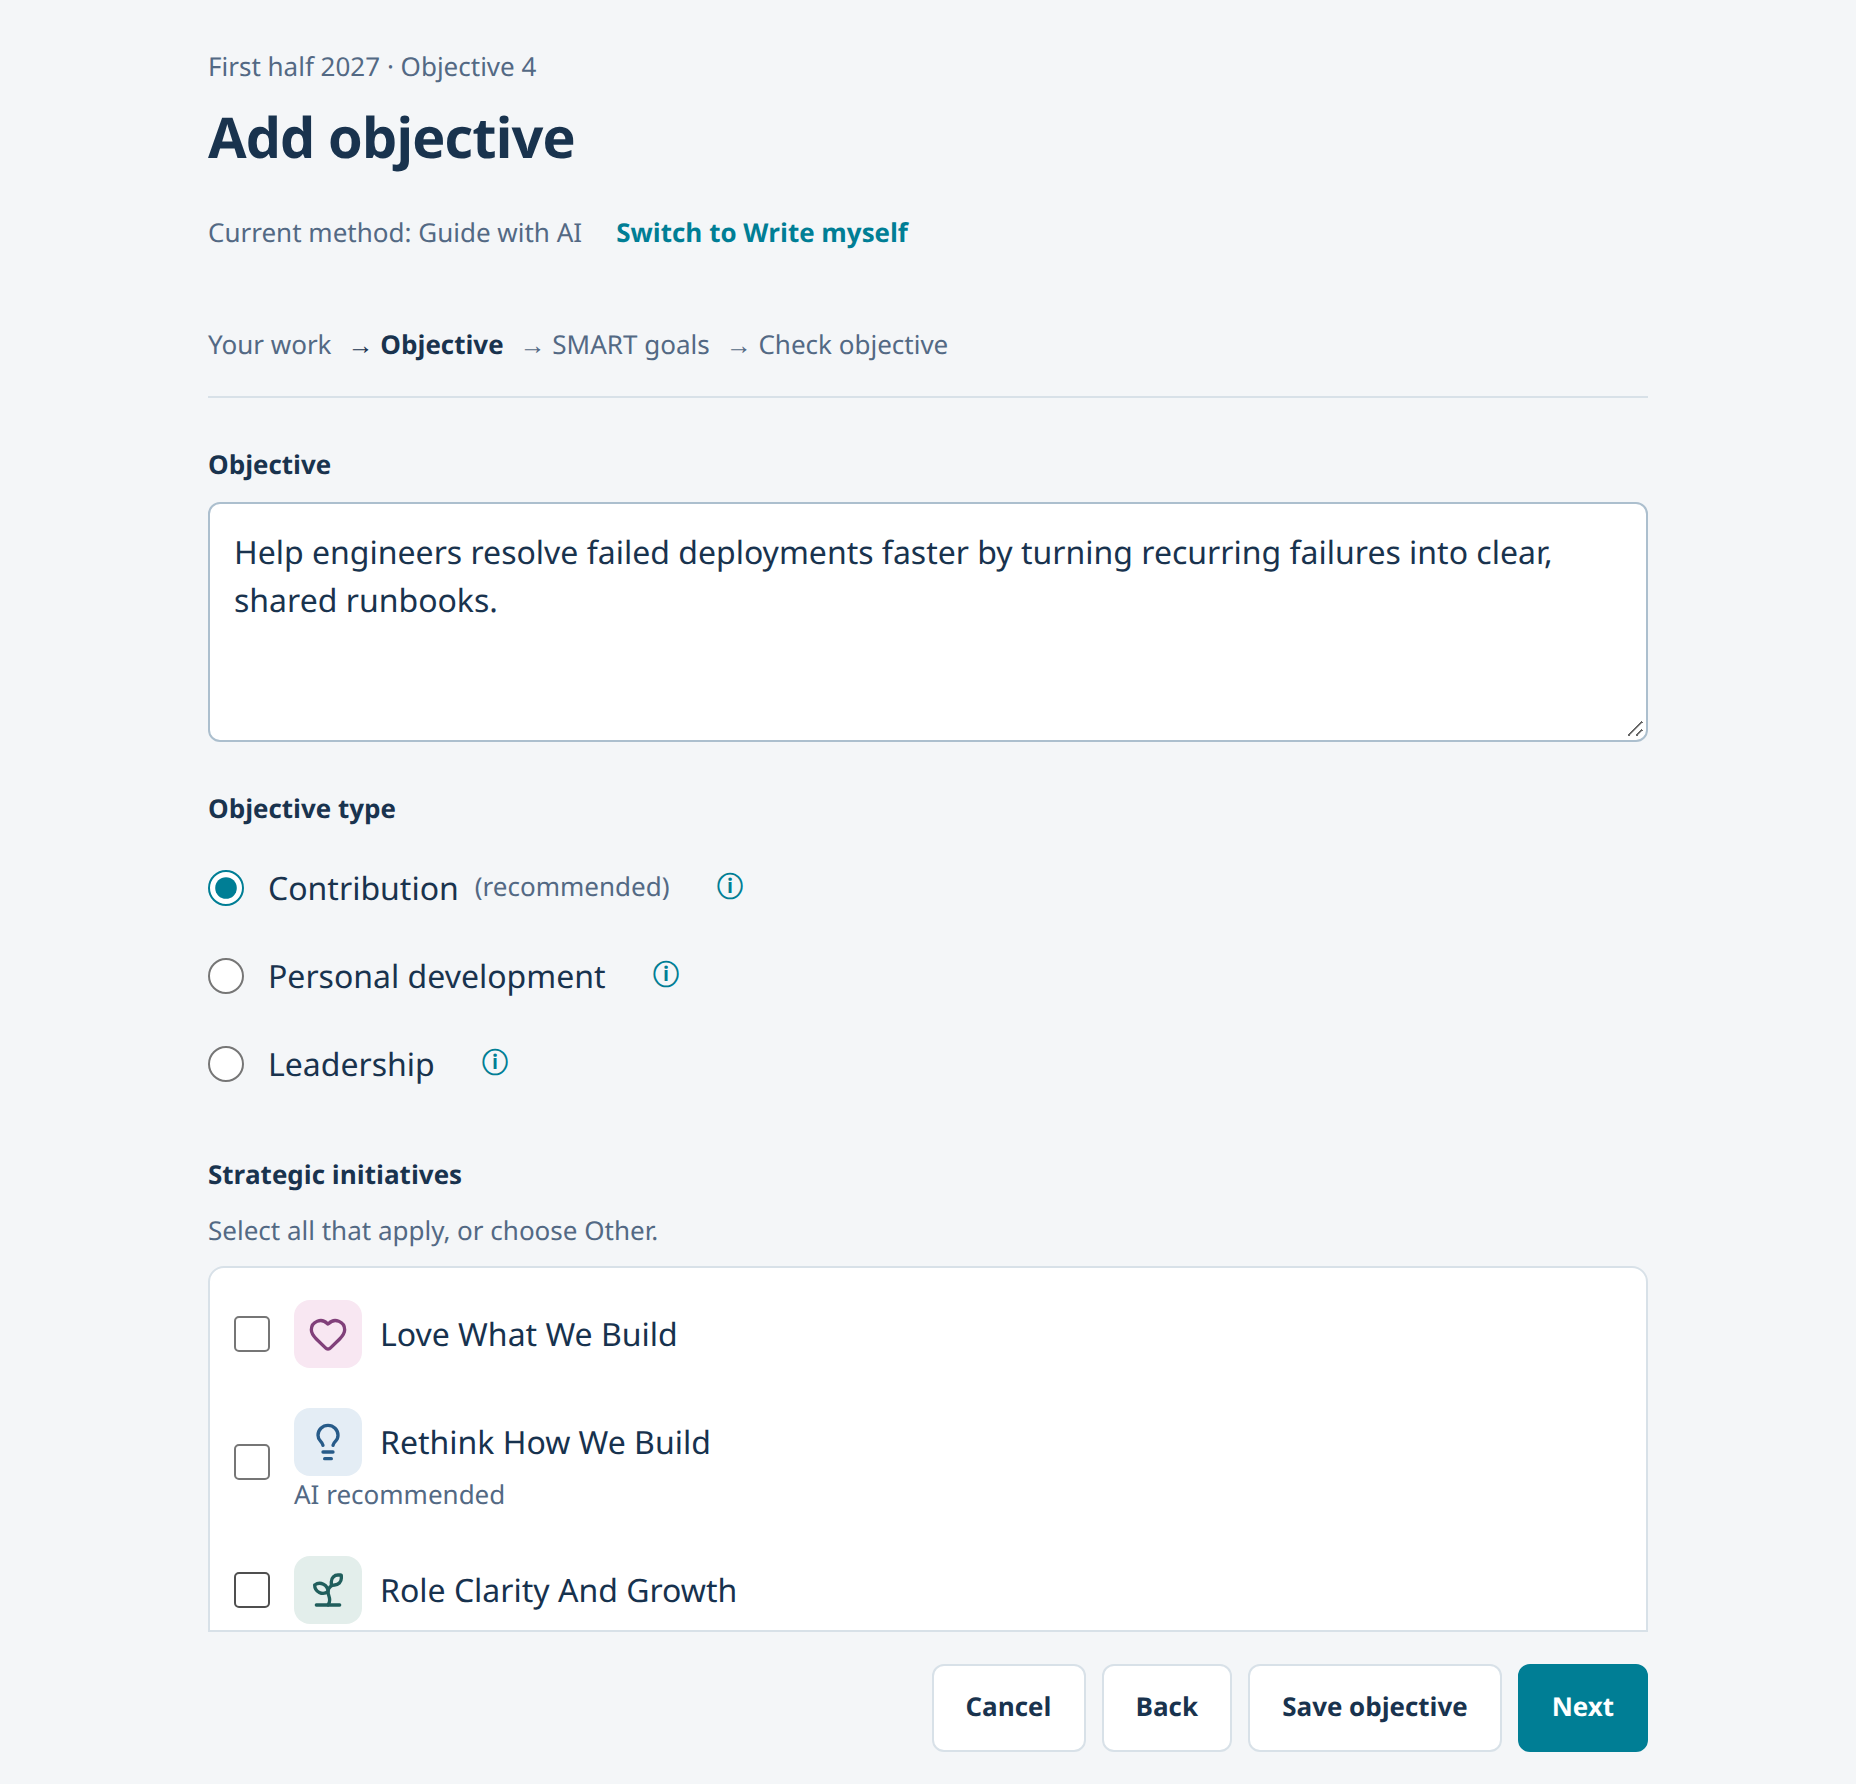 First half 2027 · Objective 4
Add objective
Current method: Guide with AI Switch to Write myself
Your work → Objective → SMART goals → Check objective
Objective
Help engineers resolve failed deployments faster by turning recurring failures into clear,
shared runbooks.
Objective type
Contribution (recommended)
Personal development
Leadership
Strategic initiatives
Select all that apply, or choose Other.
Love What We Build
Rethink How We Build
AI recommended
Role Clarity And Growth
Cancel Back Save objective Next